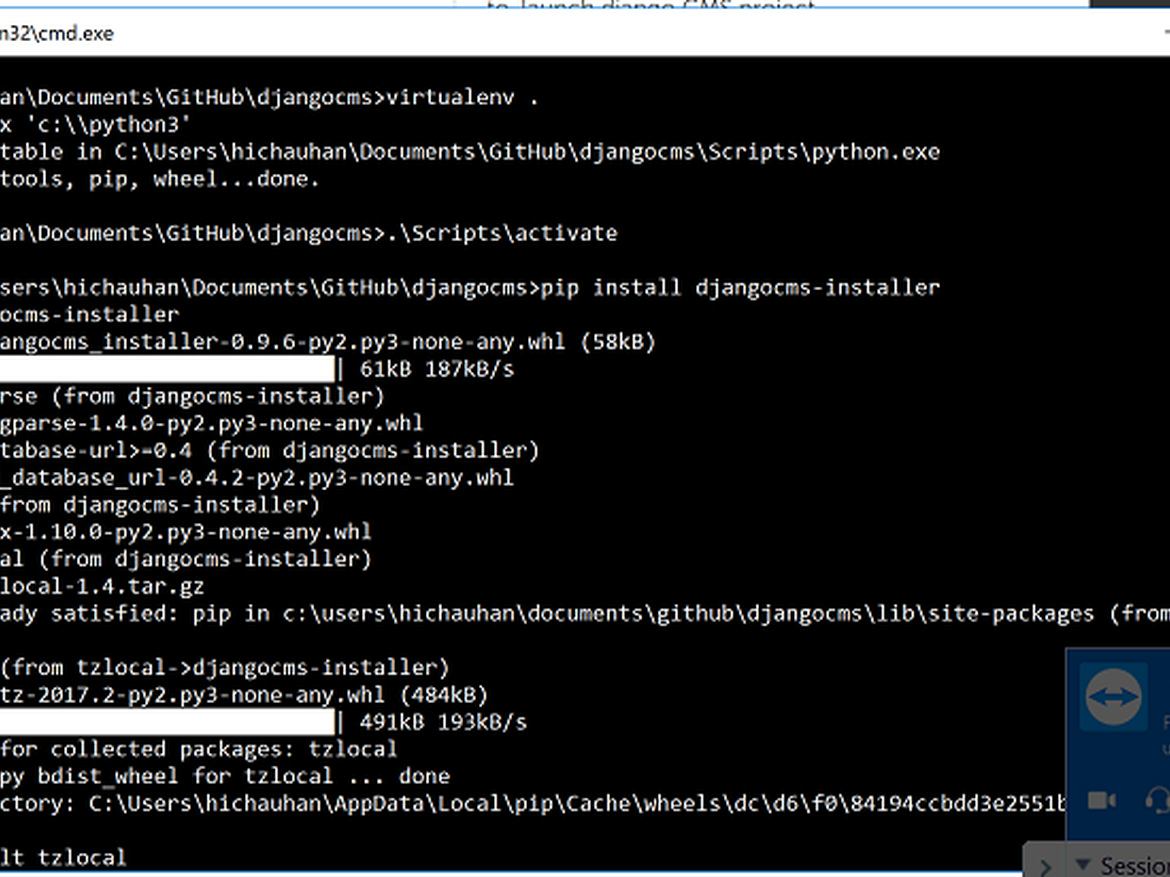 to launch django CMS project
n32\cmd.exe
an\Documents\GitHub\djangocms>virtualenv .
x 'c:\\python3'
table in C:\Users\hichauhan\Documents\GitHub\djangocms\Scripts\python.exe
tools, pip, wheel...done.
an\Documents\GitHub\djangocms>.\Scripts\activate
sers\hichauhan\Documents\GitHub\djangocms>pip install djangocms-installer
ocms-installer
angocms_installer-0.9.6-py2.py3-none-any.whl (58kB)
| 61kB 187kB/s
rse (from djangocms-installer)
gparse-1.4.0-py2.py3-none-any.whl
tabase-url>=0.4 (from djangocms-installer)
_database_url-0.4.2-py2.py3-none-any.whl
from djangocms-installer)
x-1.10.0-py2.py3-none-any.whl
al (from djangocms-installer)
local-1.4.tar.gz
ady satisfied: pip in c:\users\hichauhan\documents\github\djangocms\lib\site-packages (from
(from tzlocal->djangocms-installer)
tz-2017.2-py2.py3-none-any.whl (484kB)
| 491kB 193kB/s
for collected packages: tzlocal
py bdist_wheel for tzlocal ... done
ctory: C:\Users\hichauhan\AppData\Local\pip\Cache\wheels\dc\d6\f0\84194ccbdd3e2551b
lt tzlocal
Session